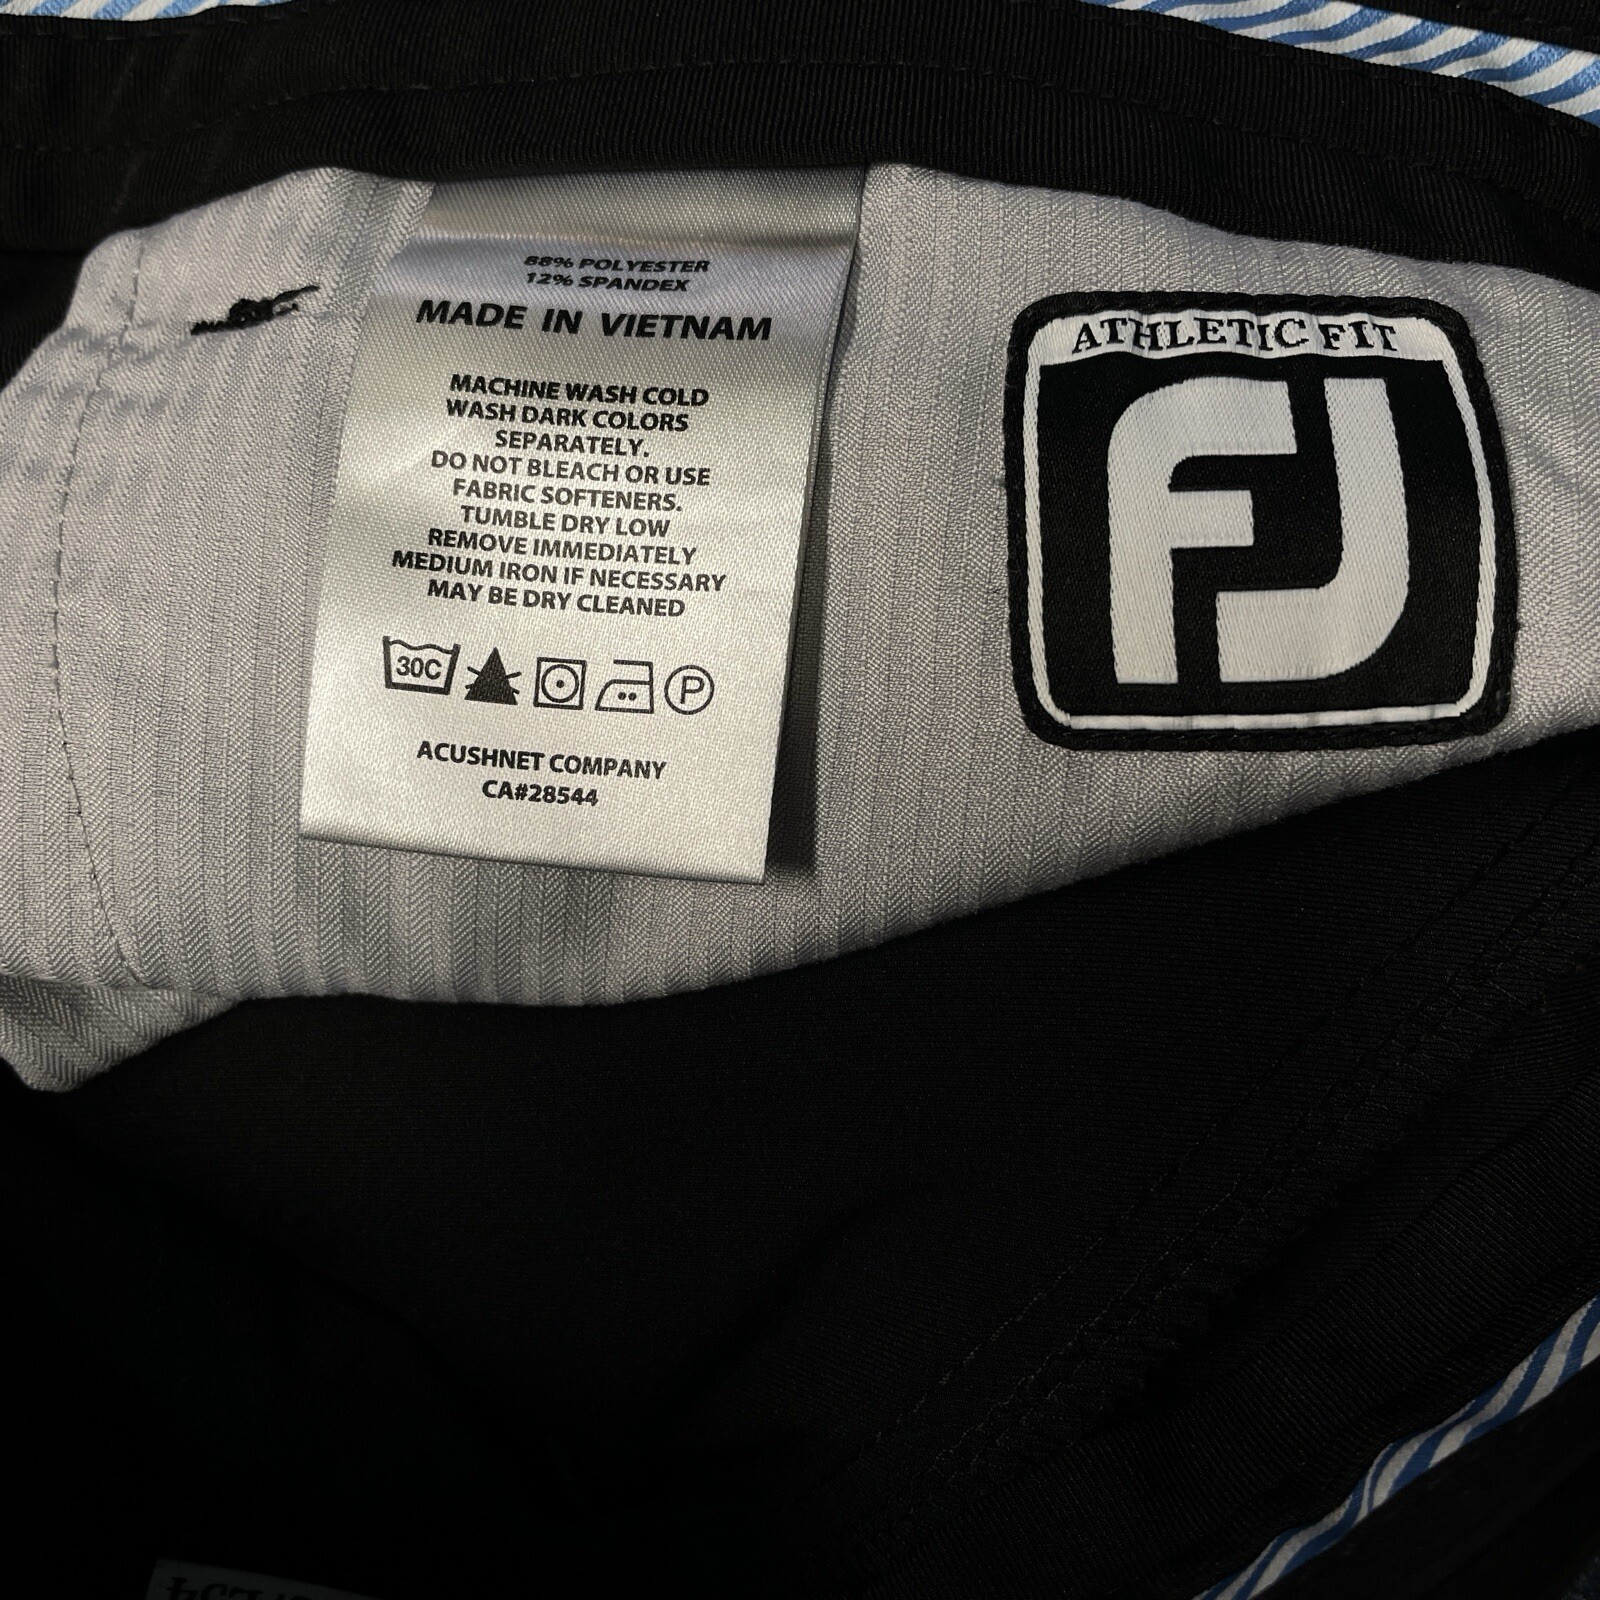 88% POLYESTER
12% SPANDEX
MADE IN VIETNAM
MACHINE WASH COLD
WASH DARK COLORS
SEPARATELY.
DO NOT BLEACH OR USE
FABRIC SOFTENERS.
TUMBLE DRY LOW
REMOVE IMMEDIATELY
MEDIUM IRON IF NECESSARY
MAY BE DRY CLEANED
30C
P
ACUSHNET COMPANY
CA#28544
ATHLETIC FIT
FJ